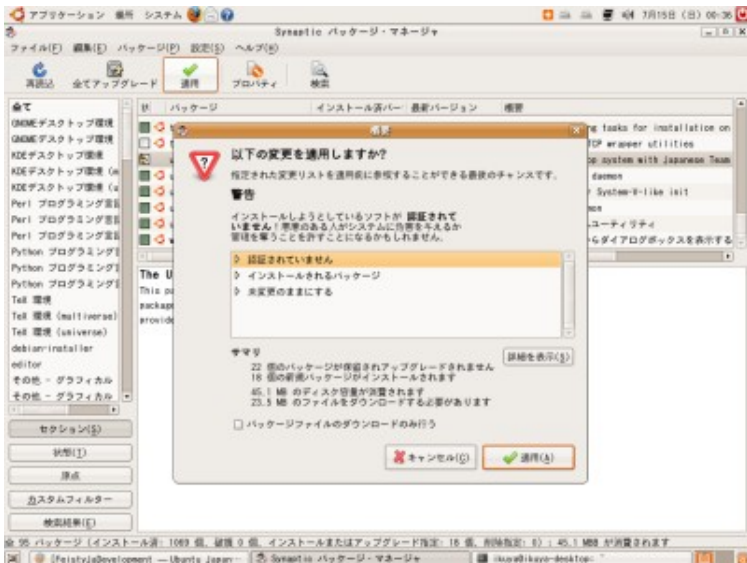 アプリケーション 場所 システム
7月15日 (日) 00:36
Synaptic パッケージ・マネージャ
ファイル(F) 編集(E) パッケージ(P) 設定(S) ヘルプ(H)
再読込 全てアップグレード 適用 プロパティ 検索
全て
GNOMEデスクトップ環境
GNOMEデスクトップ環境
KDEデスクトップ環境
KDEデスクトップ環境
KDEデスクトップ環境
Perl プログラミング言語
Perl プログラミング言
Perl プログラミング言
Python プログラミング言
Python プログラミング
Python プログラミング
TeX 環境
TeX 環境 (multiverse)
TeX 環境 (universe)
debian-installer
editor
その他 - グラフィカル
その他 - グラフィカル
セクション(S)
状態(T)
原点
カスタムフィルター
検索結果(E)
パッケージ インストール済バー 最新バージョン 概要
tasks for installation on
TCP wrapper utilities
op system with Japanese Team
daemon
System-V-like init
ユーティリティ
らダイアログボックスを表示する
The U
This pa
packag
provide
概要
以下の変更を適用しますか?
指定された変更リストを適用前に参照することができる最後のチャンスです。
警告
インストールしようとしているソフトが 認証されて
いません!悪意のある人がシステムに危害を与えるか
管理を奪うことを許すことになるかもしれません。
認証されていません
インストールされるパッケージ
未変更のままにする
サマリ
22 個のパッケージが保留されアップグレードされません
18 個の新規パッケージがインストールされます
45.1 MB のディスク容量が消費されます
23.5 MB のファイルをダウンロードする必要があります
詳細を表示(S)
パッケージファイルのダウンロードのみ行う
キャンセル(C) 適用(A)
95 パッケージ (インストール済: 1069 個、破損 0 個、インストールまたはアップグレード指定: 18 個、削除指定: 0) ; 45.1 MBB が消費されます
[FeistyJaDevelopment — Ubuntu Japan
Synaptic パッケージ・マネージャ
ikuya@ikuya-desktop: ~